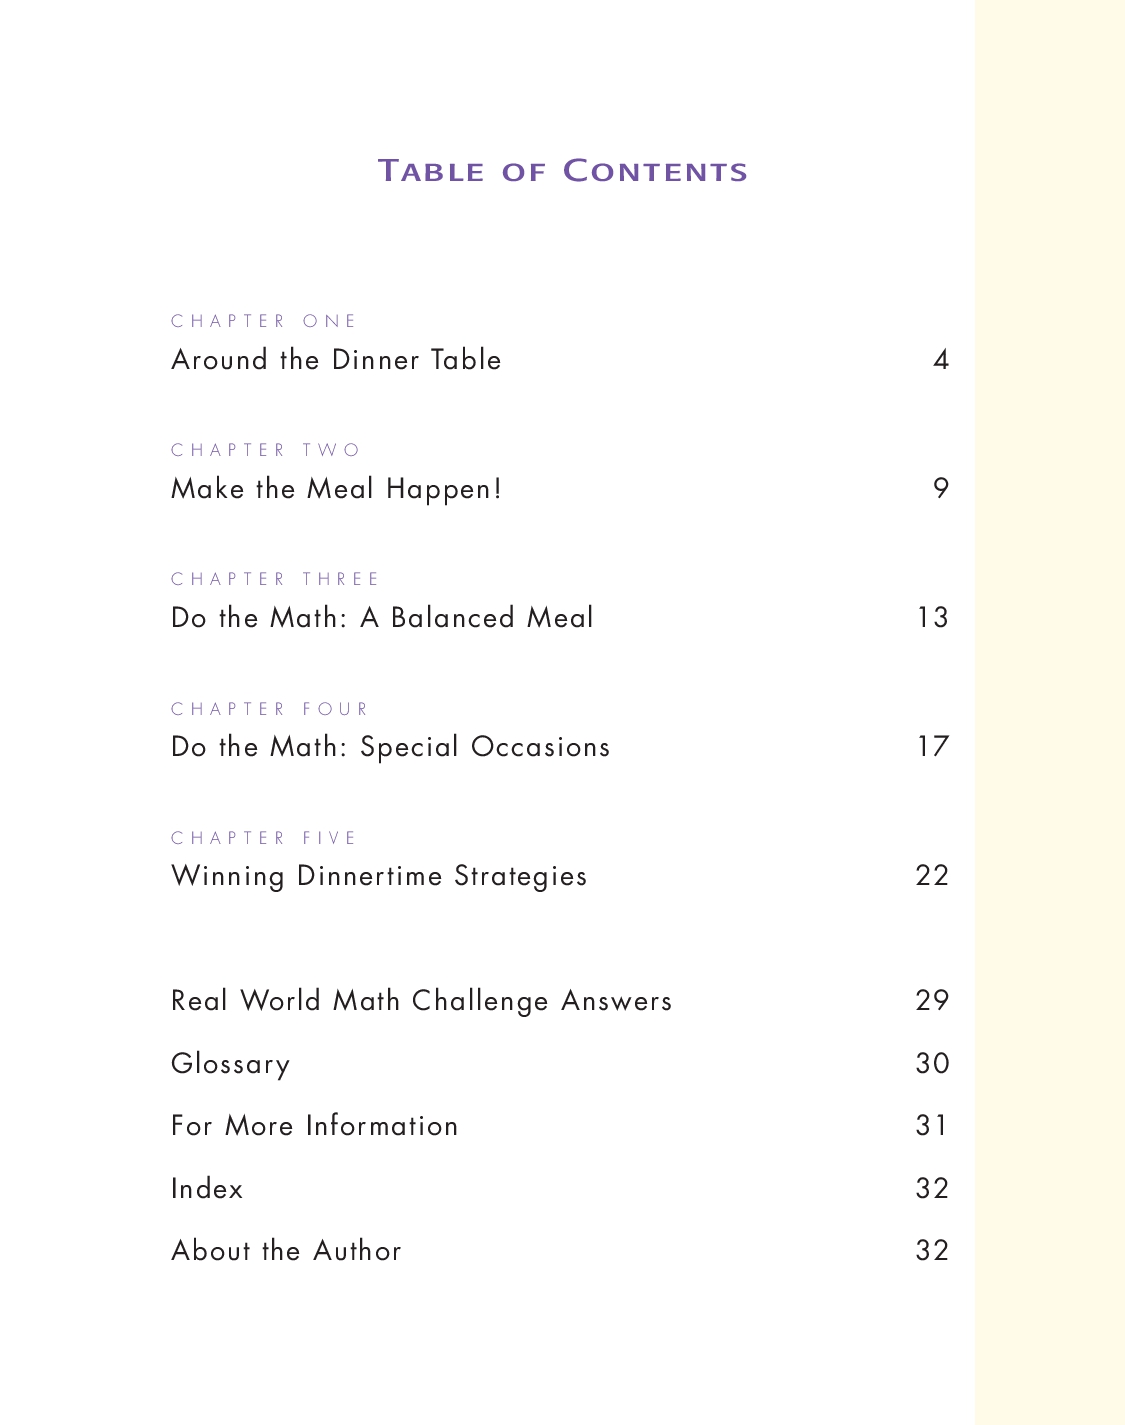 TABLE OF CONTENTS
CHAPTER ONE
Around the Dinner Table 4
CHAPTER TWO
Make the Meal Happen! 9
CHAPTER THREE
Do the Math: A Balanced Meal 13
CHAPTER FOUR
Do the Math: Special Occasions 17
CHAPTER FIVE
Winning Dinnertime Strategies 22
Real World Math Challenge Answers 29
Glossary 30
For More Information 31
Index 32
About the Author 32